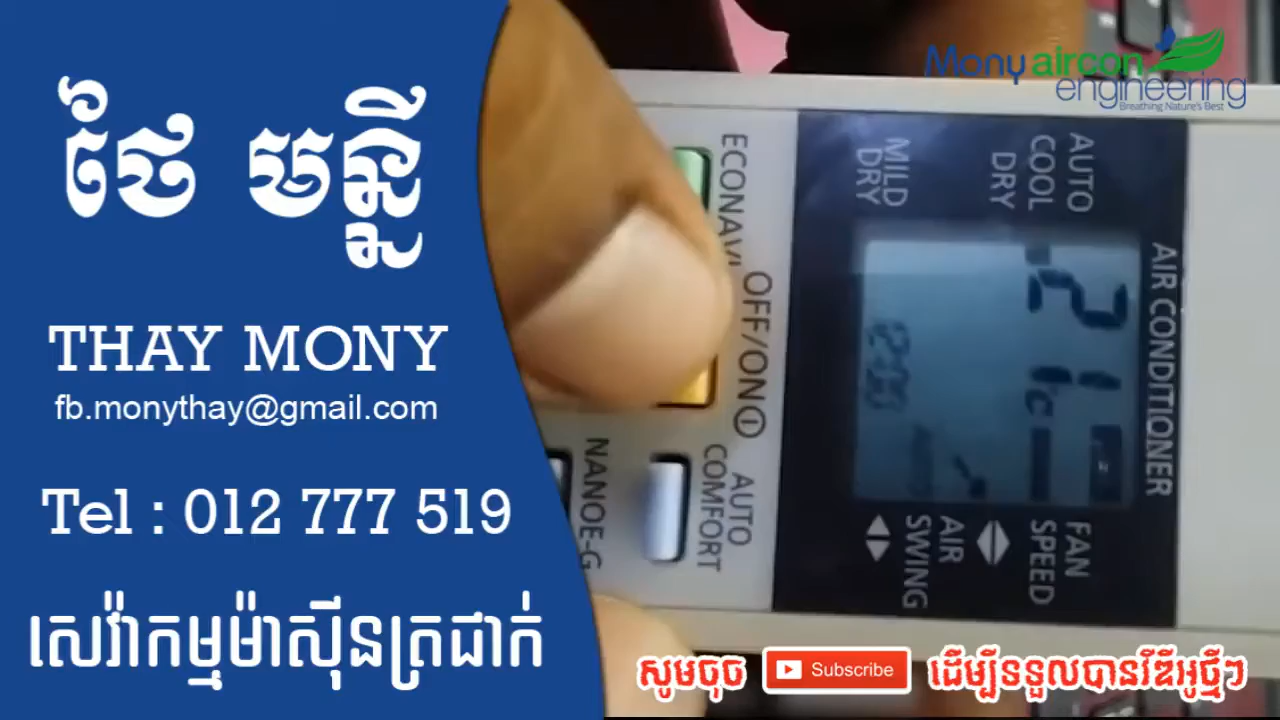 ថៃ មន្នី
THAY MONY
fb.monythay@gmail.com
Tel : 012 777 519
សេវ៉ាកម្មម៉ាស៊ីនត្រជាក់
Mony aircon
engineering
Breathing Nature's Best
AIR CONDITIONER
AUTO
COOL
DRY
MILD
DRY
21°C
FAN
SPEED
AIR
SWING
ECONAVI
OFF/ON
AUTO
COMFORT
NANOE-G
សូមចុច
Subscribe
ដើម្បីទទួលបានវីឌីអូថ្មីៗ